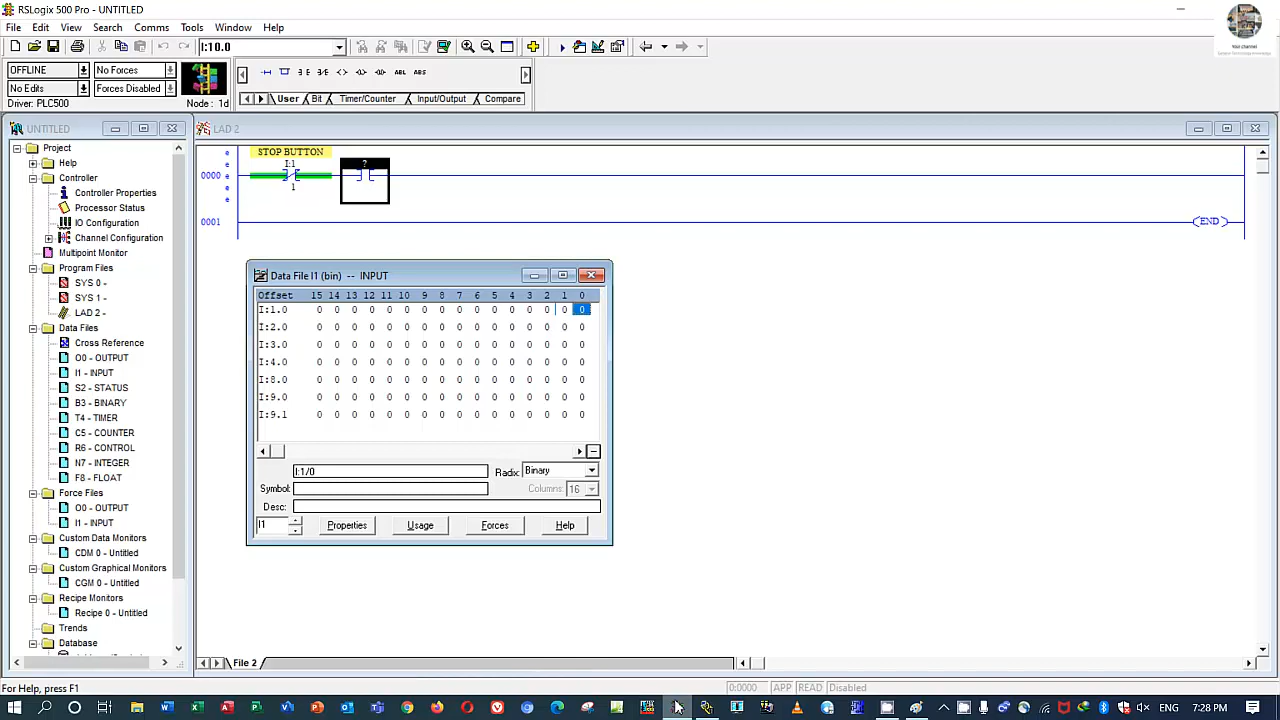 RSLogix 500 Pro - UNTITLED
File Edit View Search Comms Tools Window Help
I:10.0
OFFLINE No Forces
No Edits Forces Disabled
Driver: PLC500 Node : 1d
ABL ABS
User Bit Timer/Counter Input/Output Compare
Your channel
UNTITLED
Project
Help
Controller
Controller Properties
Processor Status
IO Configuration
Channel Configuration
Multipoint Monitor
Program Files
SYS 0 -
SYS 1 -
LAD 2 -
Data Files
Cross Reference
O0 - OUTPUT
I1 - INPUT
S2 - STATUS
B3 - BINARY
T4 - TIMER
C5 - COUNTER
R6 - CONTROL
N7 - INTEGER
F8 - FLOAT
Force Files
O0 - OUTPUT
I1 - INPUT
Custom Data Monitors
CDM 0 - Untitled
Custom Graphical Monitors
CGM 0 - Untitled
Recipe Monitors
Recipe 0 - Untitled
Trends
Database
LAD 2
e
e
0000 e
e
e
STOP BUTTON
I:1
1
?
0001 END
Data File I1 (bin) -- INPUT
Offset 15 14 13 12 11 10 9 8 7 6 5 4 3 2 1 0
I:1.0 0 0 0 0 0 0 0 0 0 0 0 0 0 0 0 0
I:2.0 0 0 0 0 0 0 0 0 0 0 0 0 0 0 0 0
I:3.0 0 0 0 0 0 0 0 0 0 0 0 0 0 0 0 0
I:4.0 0 0 0 0 0 0 0 0 0 0 0 0 0 0 0 0
I:8.0 0 0 0 0 0 0 0 0 0 0 0 0 0 0 0 0
I:9.0 0 0 0 0 0 0 0 0 0 0 0 0 0 0 0 0
I:9.1 0 0 0 0 0 0 0 0 0 0 0 0 0 0 0 0
I:1/0 Radix: Binary
Symbol: Columns: 16
Desc:
I1 Properties Usage Forces Help
File 2
For Help, press F1
0:0000 APP READ Disabled
ENG 7:28 PM